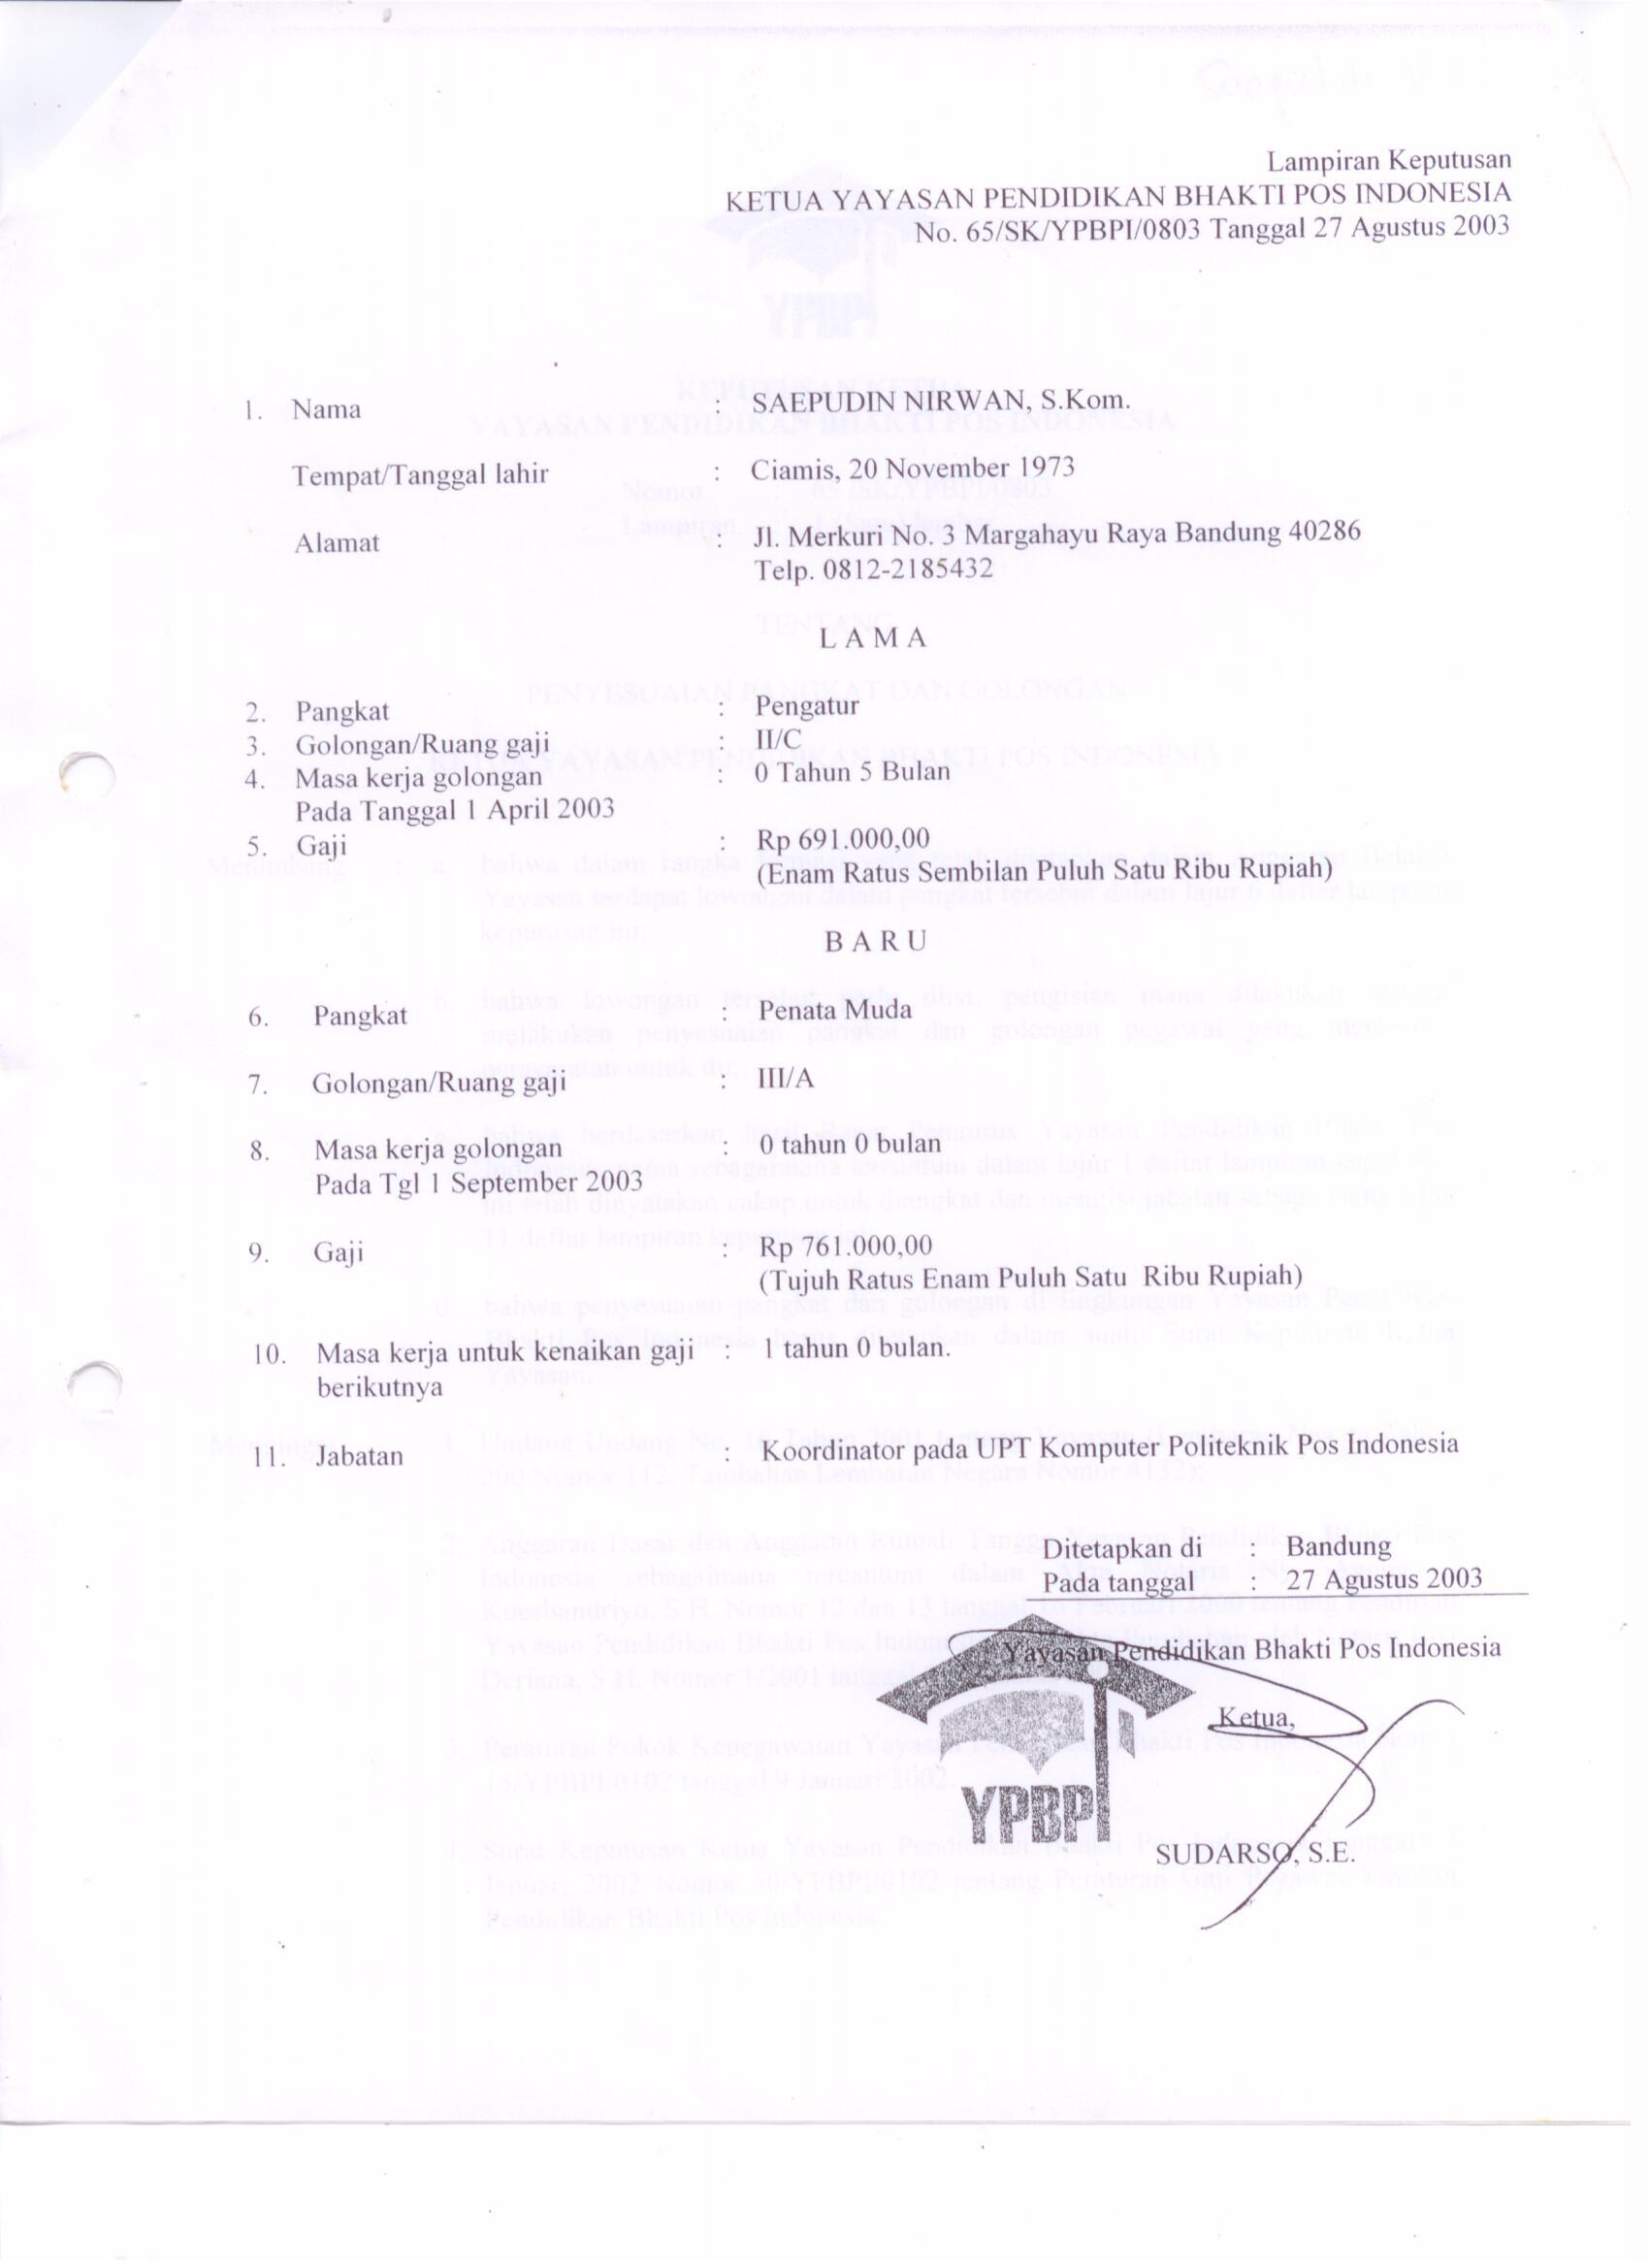 Lampiran Keputusan
KETUA YAYASAN PENDIDIKAN BHAKTI POS INDONESIA
No. 65/SK/YPBPI/0803 Tanggal 27 Agustus 2003
1. Nama : SAEPUDIN NIRWAN, S.Kom.
Tempat/Tanggal lahir : Ciamis, 20 November 1973
Alamat : Jl. Merkuri No. 3 Margahayu Raya Bandung 40286
Telp. 0812-2185432
L A M A
2. Pangkat : Pengatur
3. Golongan/Ruang gaji : II/C
4. Masa kerja golongan : 0 Tahun 5 Bulan
Pada Tanggal 1 April 2003
5. Gaji : Rp 691.000,00
(Enam Ratus Sembilan Puluh Satu Ribu Rupiah)
B A R U
6. Pangkat : Penata Muda
7. Golongan/Ruang gaji : III/A
8. Masa kerja golongan : 0 tahun 0 bulan
Pada Tgl 1 September 2003
9. Gaji : Rp 761.000,00
(Tujuh Ratus Enam Puluh Satu Ribu Rupiah)
10. Masa kerja untuk kenaikan gaji : 1 tahun 0 bulan.
berikutnya
11. Jabatan : Koordinator pada UPT Komputer Politeknik Pos Indonesia
Ditetapkan di : Bandung
Pada tanggal : 27 Agustus 2003
Yayasan Pendidikan Bhakti Pos Indonesia
Ketua,
YPBPI
SUDARSO, S.E.